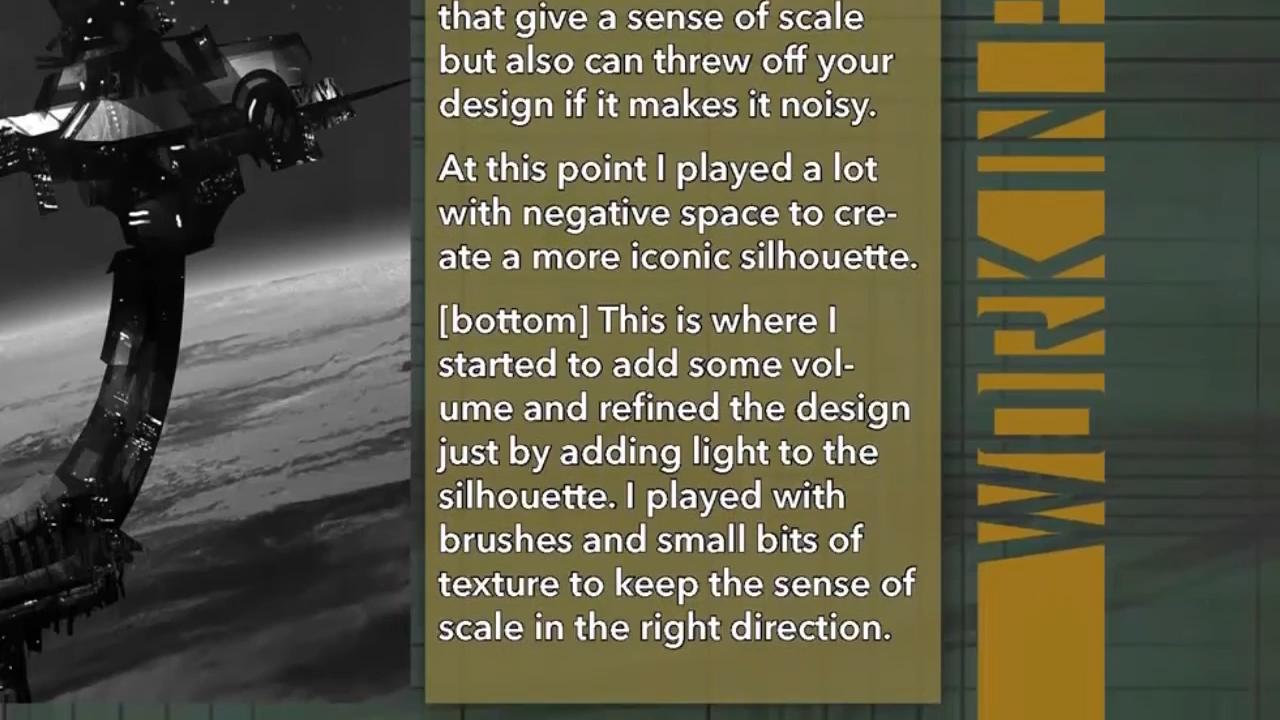 that give a sense of scale
but also can threw off your
design if it makes it noisy.
At this point I played a lot
with negative space to cre-
ate a more iconic silhouette.
[bottom] This is where I
started to add some vol-
ume and refined the design
just by adding light to the
silhouette. I played with
brushes and small bits of
texture to keep the sense of
scale in the right direction.